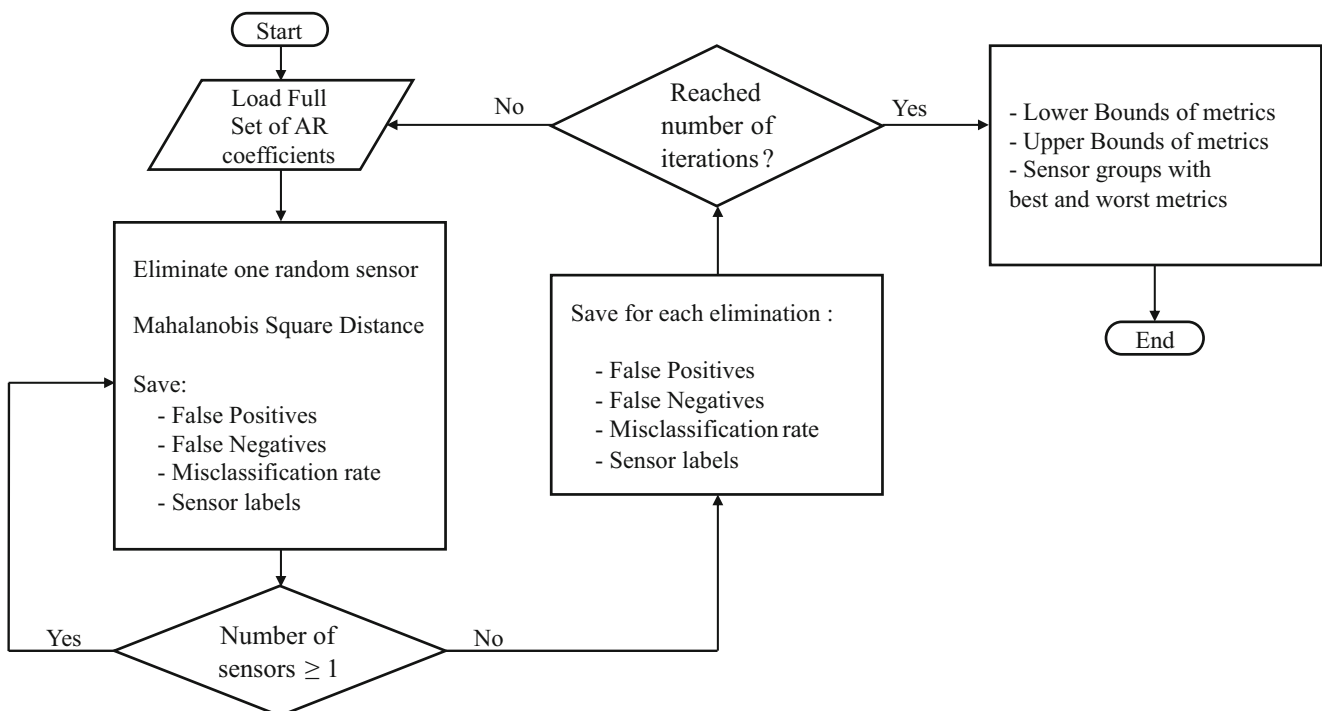 Start
Load Full
Set of AR
coefficients
Eliminate one random sensor
Mahalanobis Square Distance
Save:
- False Positives
- False Negatives
- Misclassification rate
- Sensor labels
Number of
sensors ≥ 1
Yes
No
Save for each elimination :
- False Positives
- False Negatives
- Misclassification rate
- Sensor labels
Reached
number of
iterations ?
No
Yes
- Lower Bounds of metrics
- Upper Bounds of metrics
- Sensor groups with
best and worst metrics
End